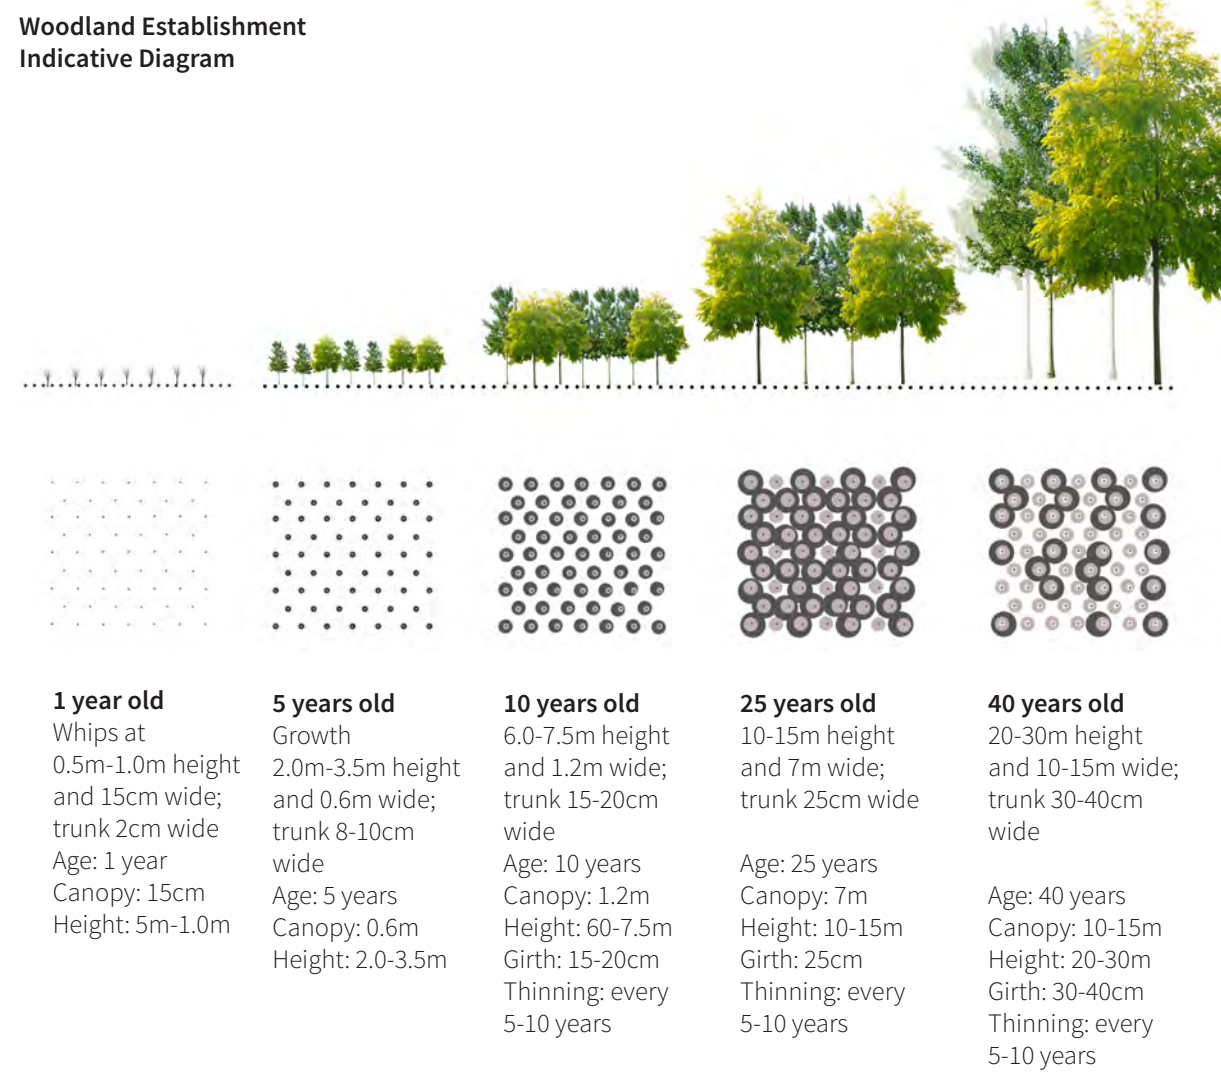 Woodland Establishment
Indicative Diagram
1 year old
Whips at
0.5m-1.0m height
and 15cm wide;
trunk 2cm wide
Age: 1 year
Canopy: 15cm
Height: 5m-1.0m
5 years old
Growth
2.0m-3.5m height
and 0.6m wide;
trunk 8-10cm
wide
Age: 5 years
Canopy: 0.6m
Height: 2.0-3.5m
10 years old
6.0-7.5m height
and 1.2m wide;
trunk 15-20cm
wide
Age: 10 years
Canopy: 1.2m
Height: 60-7.5m
Girth: 15-20cm
Thinning: every
5-10 years
25 years old
10-15m height
and 7m wide;
trunk 25cm wide
Age: 25 years
Canopy: 7m
Height: 10-15m
Girth: 25cm
Thinning: every
5-10 years
40 years old
20-30m height
and 10-15m wide;
trunk 30-40cm
wide
Age: 40 years
Canopy: 10-15m
Height: 20-30m
Girth: 30-40cm
Thinning: every
5-10 years